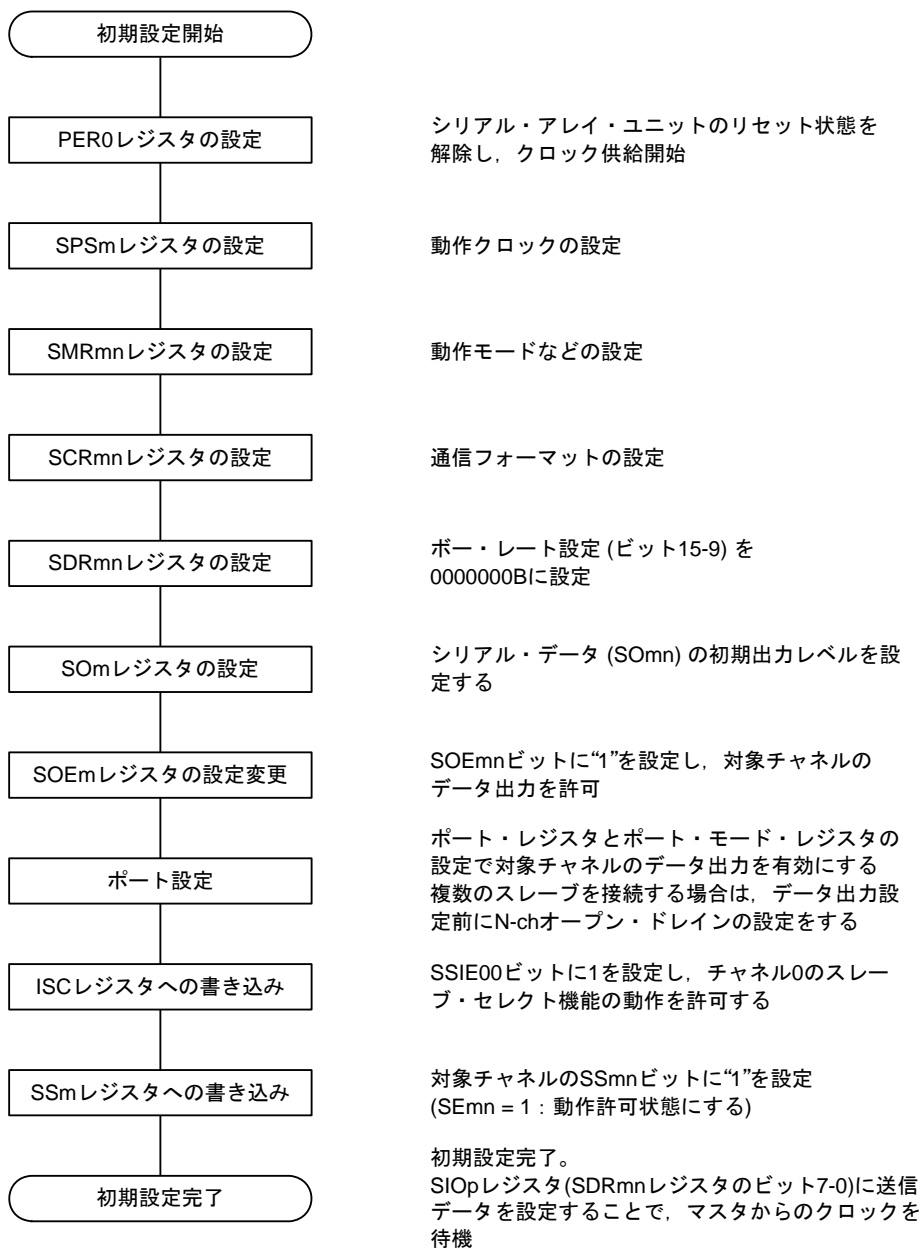 初期設定開始
PER0レジスタの設定
シリアル・アレイ・ユニットのリセット状態を
解除し，クロック供給開始
SPSmレジスタの設定
動作クロックの設定
SMRmnレジスタの設定
動作モードなどの設定
SCRmnレジスタの設定
通信フォーマットの設定
SDRmnレジスタの設定
ボー・レート設定 (ビット15-9) を
0000000Bに設定
SOmレジスタの設定
シリアル・データ (SOmn) の初期出力レベルを設
定する
SOEmレジスタの設定変更
SOEmnビットに“1”を設定し，対象チャネルの
データ出力を許可
ポート設定
ポート・レジスタとポート・モード・レジスタの
設定で対象チャネルのデータ出力を有効にする
複数のスレーブを接続する場合は，データ出力設
定前にN-chオープン・ドレインの設定をする
ISCレジスタへの書き込み
SSIE00ビットに1を設定し，チャネル0のスレー
ブ・セレクト機能の動作を許可する
SSmレジスタへの書き込み
対象チャネルのSSmnビットに“1”を設定
(SEmn = 1：動作許可状態にする)
初期設定完了
初期設定完了。
SIOpレジスタ(SDRmnレジスタのビット7-0)に送信
データを設定することで，マスタからのクロックを
待機